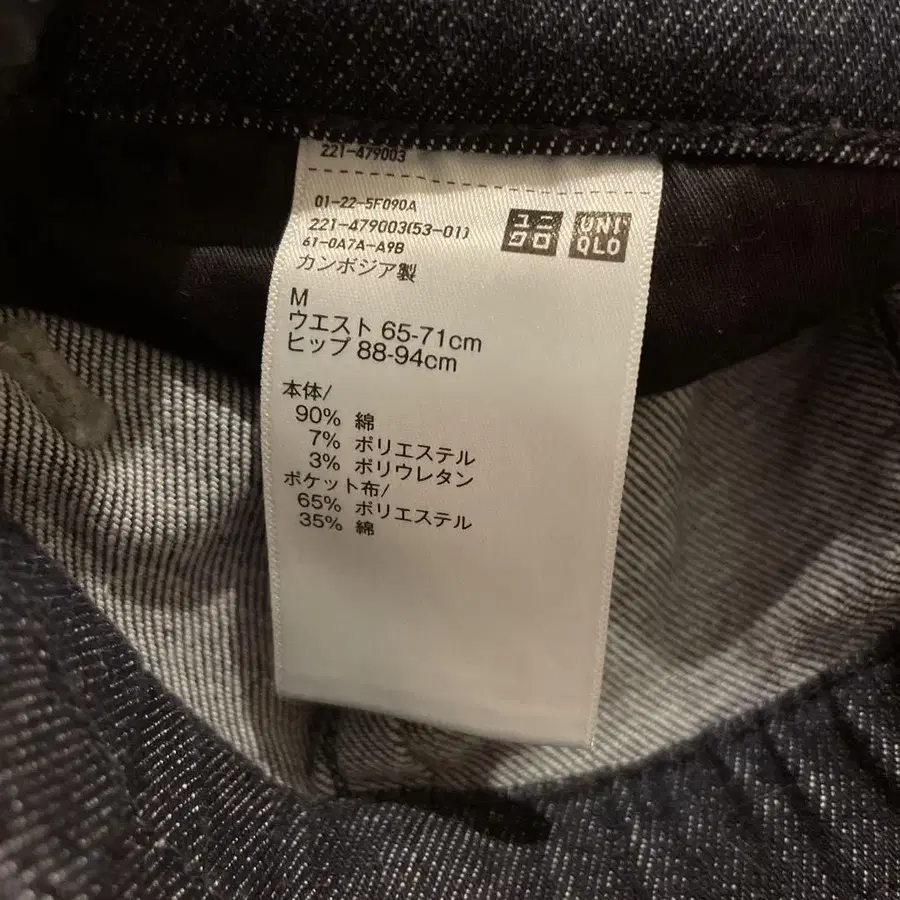 221-479003
01-22-5F090A
221-479003(53-01)
61-0A7A-A9B
カンボジア製
ユニ
クロ
UNI
QLO
M
ウエスト 65-71cm
ヒップ 88-94cm
本体/
90% 綿
7% ポリエステル
3% ポリウレタン
ポケット布/
65% ポリエステル
35% 綿